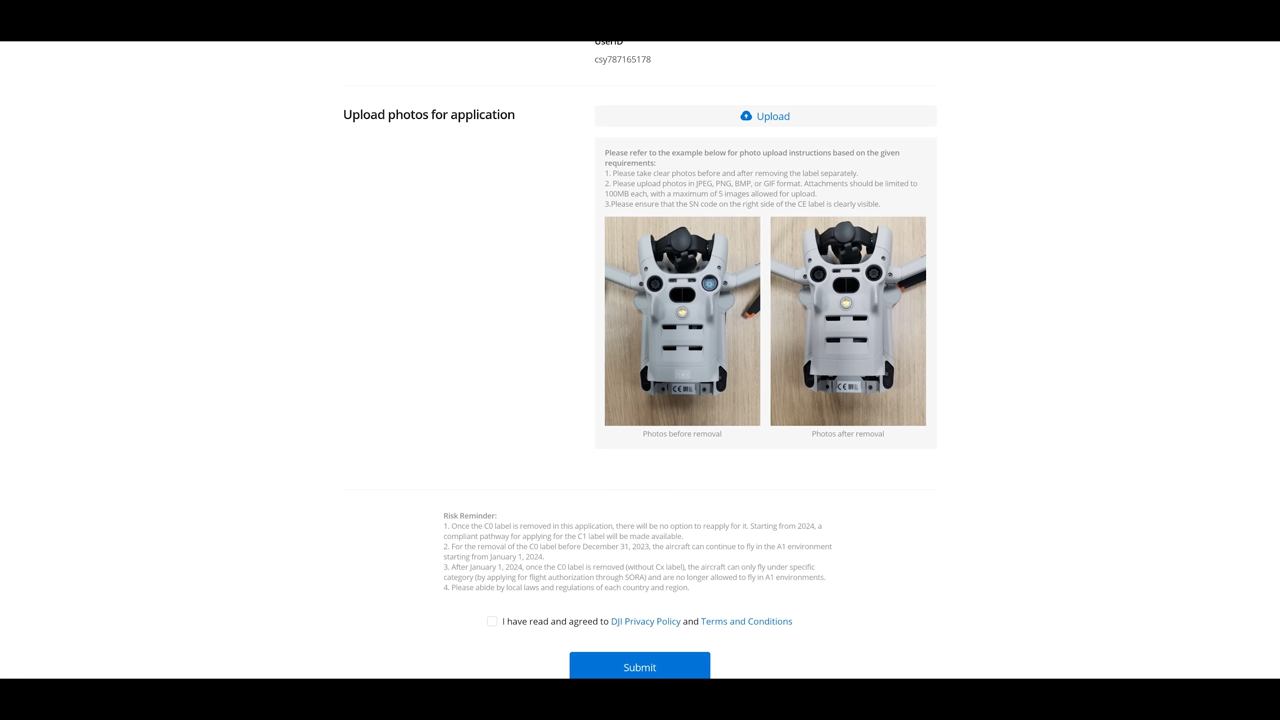 UserID
csy787165178
Upload photos for application
Upload
Please refer to the example below for photo upload instructions based on the given
requirements:
1. Please take clear photos before and after removing the label separately.
2. Please upload photos in JPEG, PNG, BMP, or GIF format. Attachments should be limited to
100MB each, with a maximum of 5 images allowed for upload.
3.Please ensure that the SN code on the right side of the CE label is clearly visible.
CE
CE
Photos before removal
Photos after removal
Risk Reminder:
1. Once the C0 label is removed in this application, there will be no option to reapply for it. Starting from 2024, a
compliant pathway for applying for the C1 label will be made available.
2. For the removal of the C0 label before December 31, 2023, the aircraft can continue to fly in the A1 environment
starting from January 1, 2024.
3. After January 1, 2024, once the C0 label is removed (without Cx label), the aircraft can only fly under specific
category (by applying for flight authorization through SORA) and are no longer allowed to fly in A1 environments.
4. Please abide by local laws and regulations of each country and region.
I have read and agreed to DJI Privacy Policy and Terms and Conditions
Submit